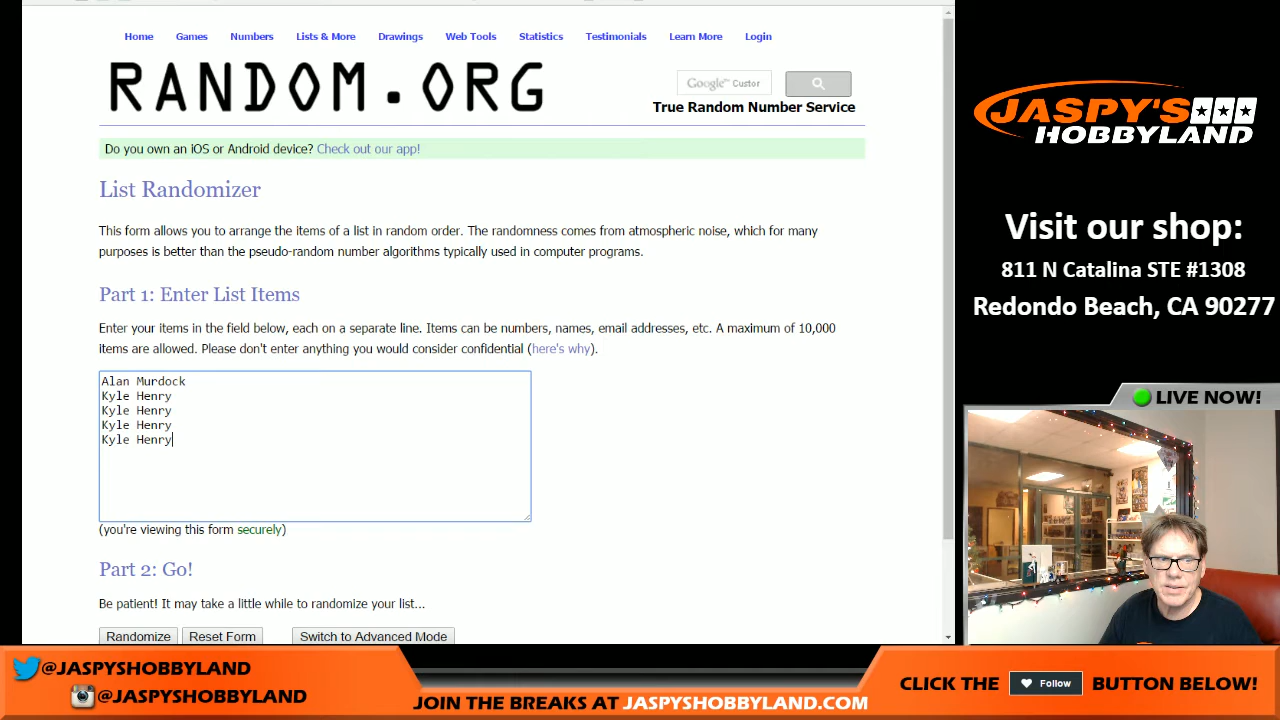 Home Games Numbers Lists & More Drawings Web Tools Statistics Testimonials Learn More Login
RANDOM.ORG
Google™ Custor
True Random Number Service
Do you own an iOS or Android device? Check out our app!
List Randomizer
This form allows you to arrange the items of a list in random order. The randomness comes from atmospheric noise, which for many
purposes is better than the pseudo-random number algorithms typically used in computer programs.
Part 1: Enter List Items
Enter your items in the field below, each on a separate line. Items can be numbers, names, email addresses, etc. A maximum of 10,000
items are allowed. Please don't enter anything you would consider confidential (here's why).
Alan Murdock
Kyle Henry
Kyle Henry
Kyle Henry
Kyle Henry
(you're viewing this form securely)
Part 2: Go!
Be patient! It may take a little while to randomize your list...
Randomize Reset Form Switch to Advanced Mode
JASPY'S
HOBBYLAND
Visit our shop:
811 N Catalina STE #1308
Redondo Beach, CA 90277
LIVE NOW!
@JASPYSHOBBYLAND
@JASPYSHOBBYLAND
JOIN THE BREAKS AT JASPYSHOBBYLAND.COM
CLICK THE Follow BUTTON BELOW!